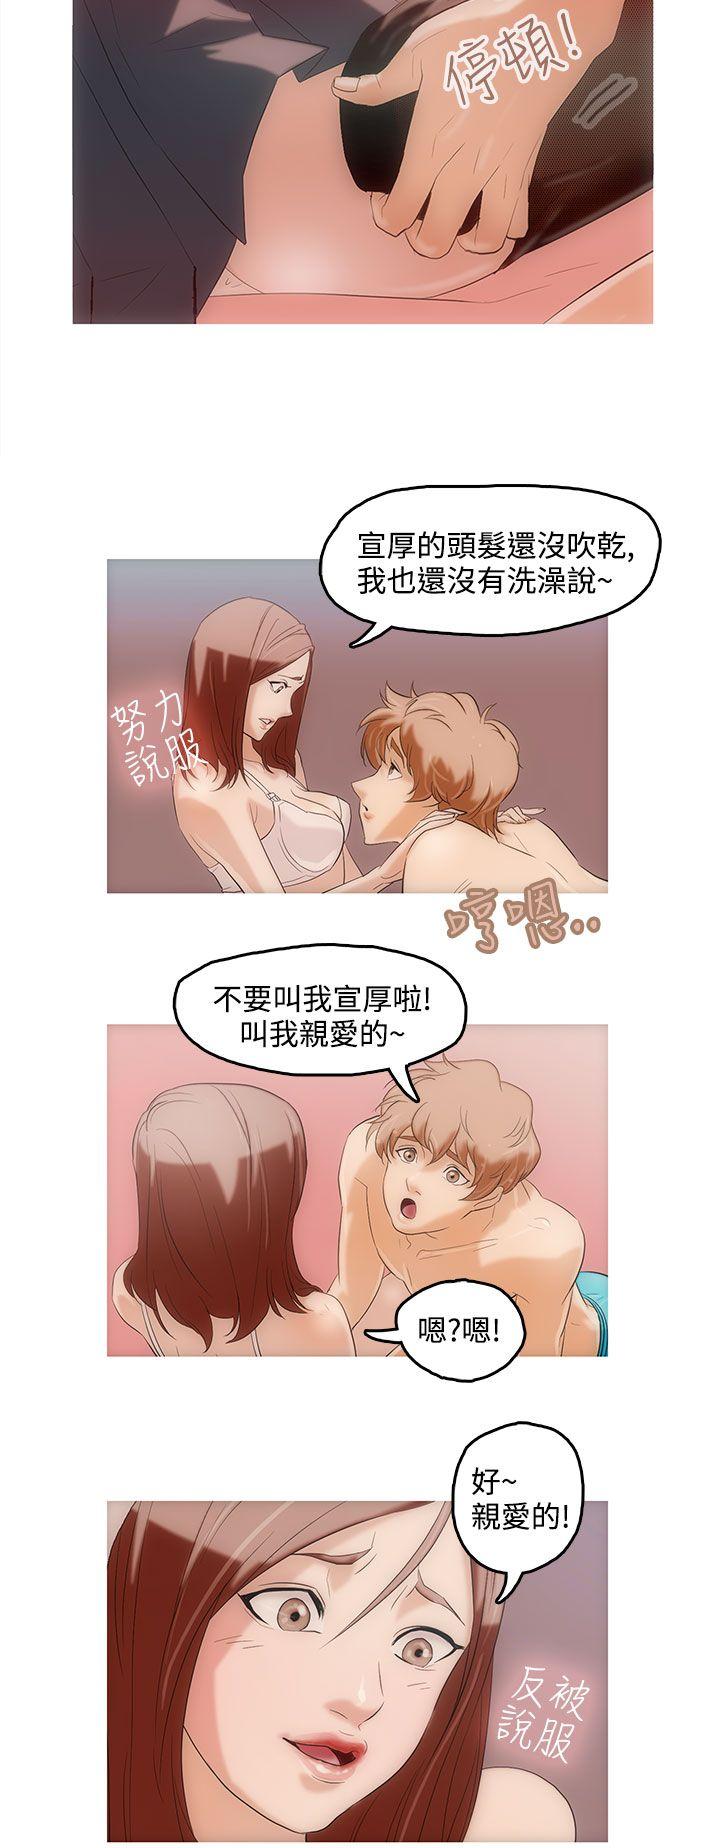 停頓!
宣厚的頭髮還沒吹乾,
我也還沒有洗澡說~
努力
說服
哼嗯..
不要叫我宣厚啦!
叫我親愛的~
嗯?嗯!
好~
親愛的!
反被
說服